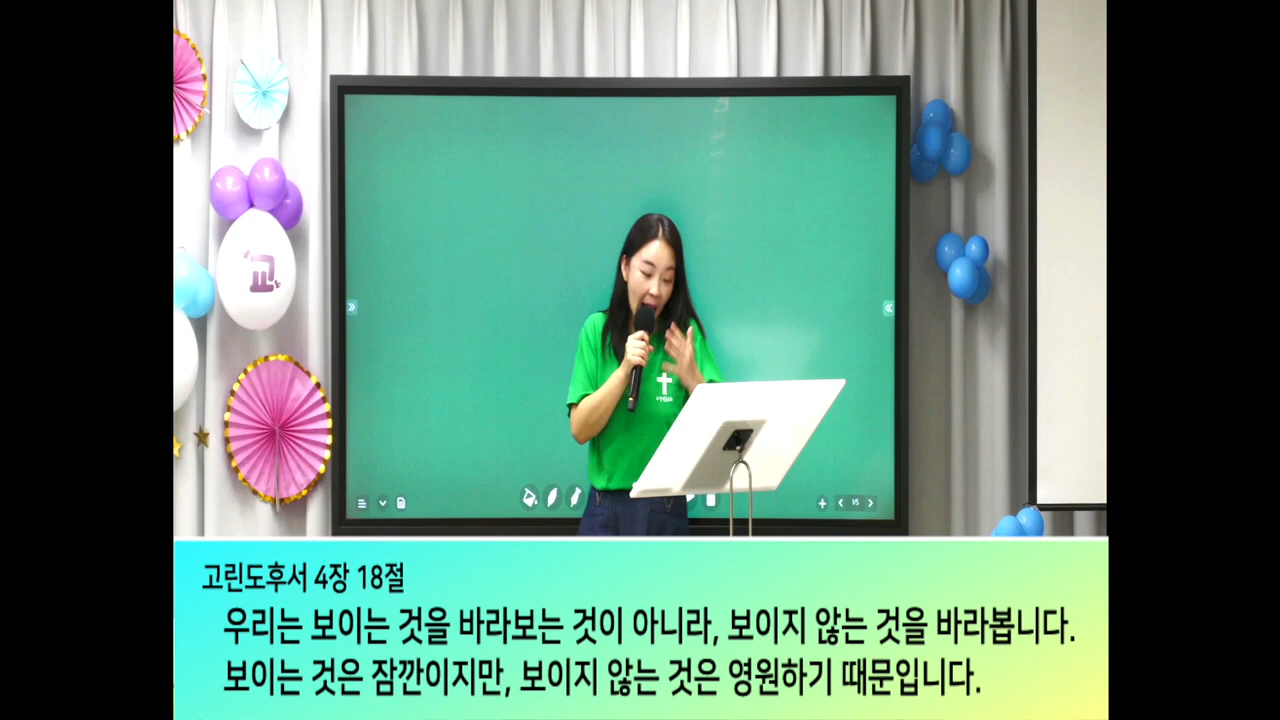 교
1/5
고린도후서 4장 18절
우리는 보이는 것을 바라보는 것이 아니라, 보이지 않는 것을 바라봅니다.
보이는 것은 잠깐이지만, 보이지 않는 것은 영원하기 때문입니다.